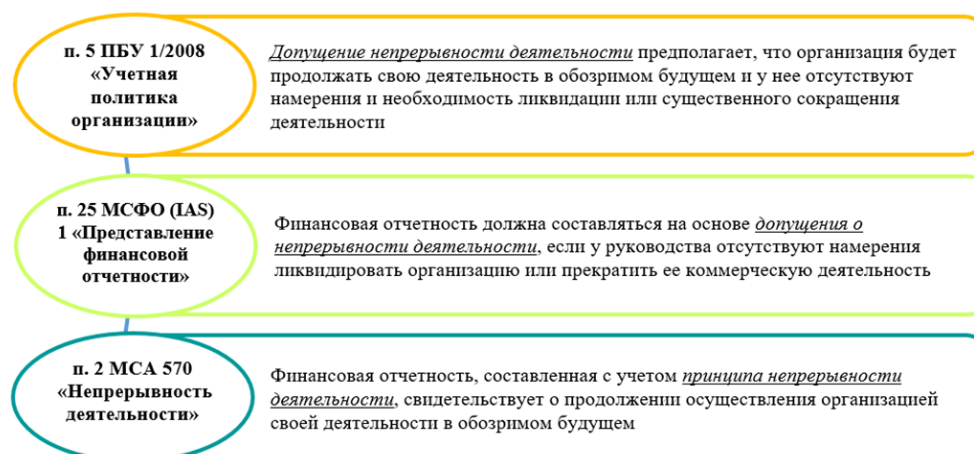 п. 5 ПБУ 1/2008
«Учетная
политика
организации»
Допущение непрерывности деятельности предполагает, что организация будет
продолжать свою деятельность в обозримом будущем и у нее отсутствуют
намерения и необходимость ликвидации или существенного сокращения
деятельности
п. 25 МСФО (IAS)
1 «Представление
финансовой
отчетности»
Финансовая отчетность должна составляться на основе допущения о
непрерывности деятельности, если у руководства отсутствуют намерения
ликвидировать организацию или прекратить ее коммерческую деятельность
п. 2 МСА 570
«Непрерывность
деятельности»
Финансовая отчетность, составленная с учетом принципа непрерывности
деятельности, свидетельствует о продолжении осуществления организацией
своей деятельности в обозримом будущем